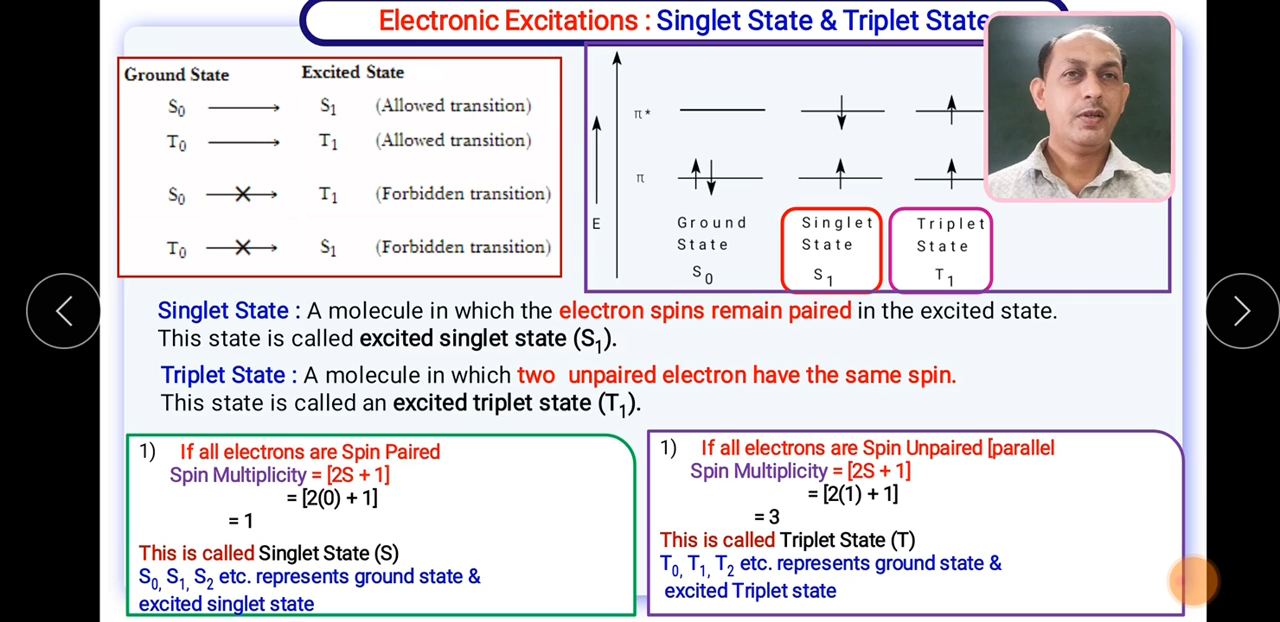 Electronic Excitations : Singlet State & Triplet State
Ground State Excited State
S₀ S₁ (Allowed transition)
T₀ T₁ (Allowed transition)
S₀ T₁ (Forbidden transition)
T₀ S₁ (Forbidden transition)
π*
π
E
Ground State S₀
Singlet State S₁
Triplet State T₁
Singlet State : A molecule in which the electron spins remain paired in the excited state.
This state is called excited singlet state (S₁).
Triplet State : A molecule in which two unpaired electron have the same spin.
This state is called an excited triplet state (T₁).
1) If all electrons are Spin Paired
Spin Multiplicity = [2S + 1]
= [2(0) + 1]
= 1
This is called Singlet State (S)
S₀, S₁, S₂ etc. represents ground state &
excited singlet state
1) If all electrons are Spin Unpaired [parallel
Spin Multiplicity = [2S + 1]
= [2(1) + 1]
= 3
This is called Triplet State (T)
T₀, T₁, T₂ etc. represents ground state &
excited Triplet state